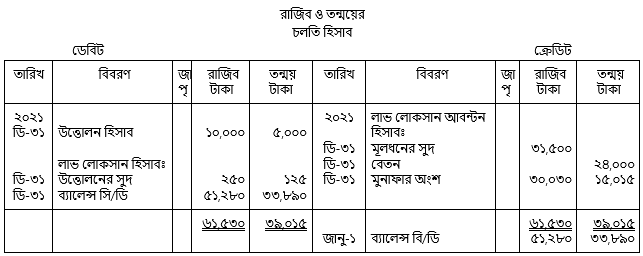 রাজিব ও তন্ময়ের
চলতি হিসাব
ডেবিট ক্রেডিট
তারিখ বিবরণ জা পৃ রাজিব টাকা তন্ময় টাকা তারিখ বিবরণ জা পৃ রাজিব টাকা তন্ময় টাকা
২০২১ ২০২১ লাভ লোকসান আবন্টন
ডি-৩১ উত্তোলন হিসাব ১০,০০০ ৫,০০০ হিসাবঃ
ডি-৩১ মূলধনের সুদ ৩১,৫০০
লাভ লোকসান হিসাবঃ ডি-৩১ বেতন ২৪,০০০
ডি-৩১ উত্তোলনের সুদ ২৫০ ১২৫ ডি-৩১ মুনাফার অংশ ৩০,০৩০ ১৫,০১৫
ডি-৩১ ব্যালেন্স সি/ডি ৫১,২৮০ ৩৩,৮৯০
৬১,৫৩০ ৩৯,০১৫ ৬১,৫৩০ ৩৯,০১৫
জানু-১ ব্যালেন্স বি/ডি ৫১,২৮০ ৩৩,৮৯০